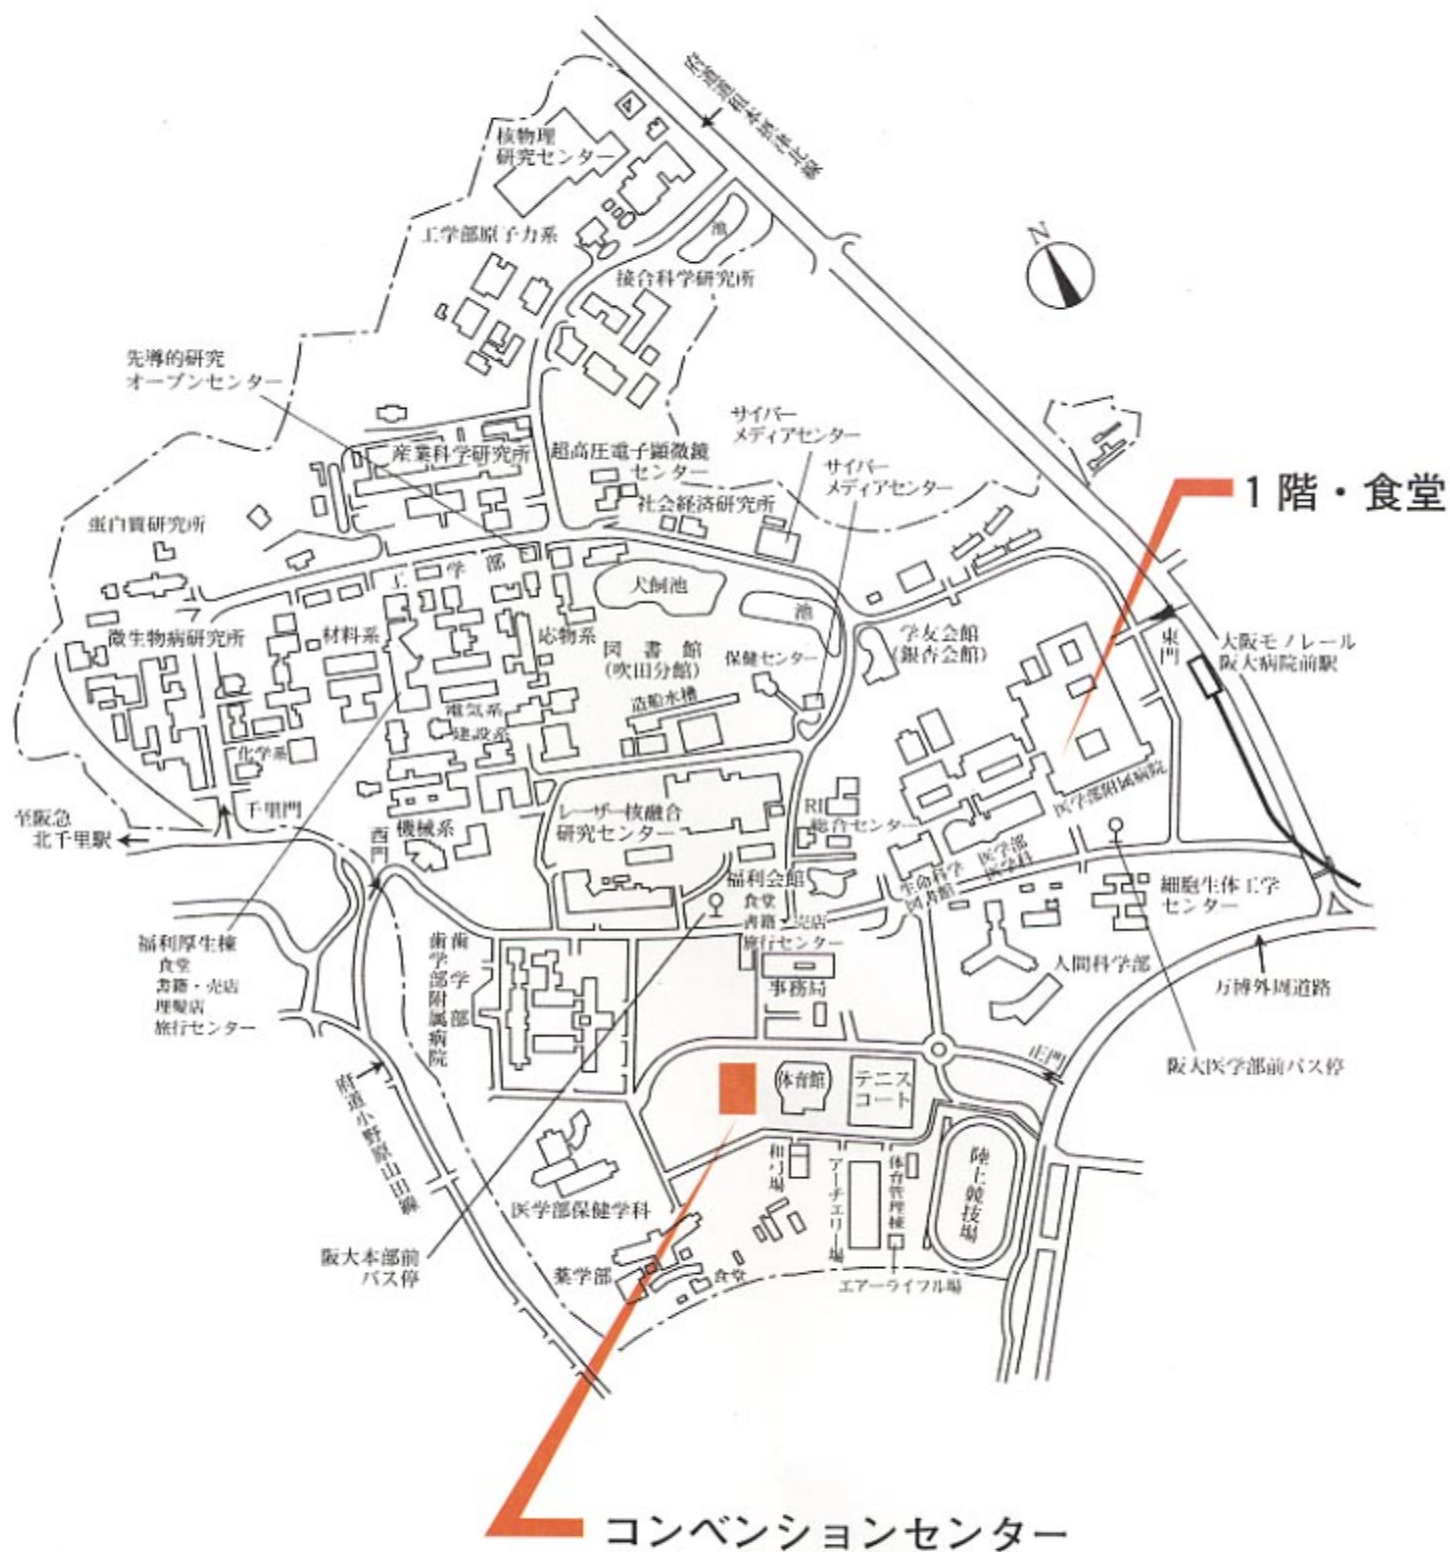 核物理
研究センター
工学部原子力系
池
N
接合科学研究所
先導的研究
オープンセンター
サイバー
メディアセンター
産業科学研究所
超高圧電子顕微鏡
センター
サイバー
メディアセンター
1階・食堂
社会経済研究所
蛋白質研究所
工学部
犬飼池
池
微生物病研究所
材料系
応物系
図書館
(吹田分館)
保健センター
学友会館
(銀杏会館)
東門
大阪モノレール
阪大病院前駅
造船水槽
電気系
建設系
化学系
医学部附属病院
至阪急
北千里駅
千里門
西門
機械系
レーザー核融合
研究センター
RI
総合センター
医学部
医学科
生命科学
図書館
福利会館
食堂
書籍・売店
旅行センター
細胞生体工学
センター
福利厚生棟
食堂
書籍・売店
理髪店
旅行センター
歯学部
歯学部附属病院
事務局
人間科学部
万博外周道路
正門
阪大医学部前バス停
体育館
テニス
コート
府道小野原山田線
和弓場
アーチェリー場
体育管理棟
陸上競技場
医学部保健学科
阪大本部前
バス停
薬学部
食堂
エアーライフル場
コンベンションセンター